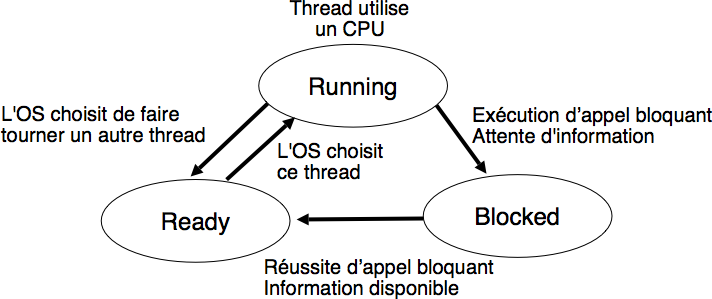 Thread utilise
un CPU
Running
L'OS choisit de faire
tourner un autre thread
Exécution d’appel bloquant
Attente d'information
L'OS choisit
ce thread
Ready
Blocked
Réussite d’appel bloquant
Information disponible